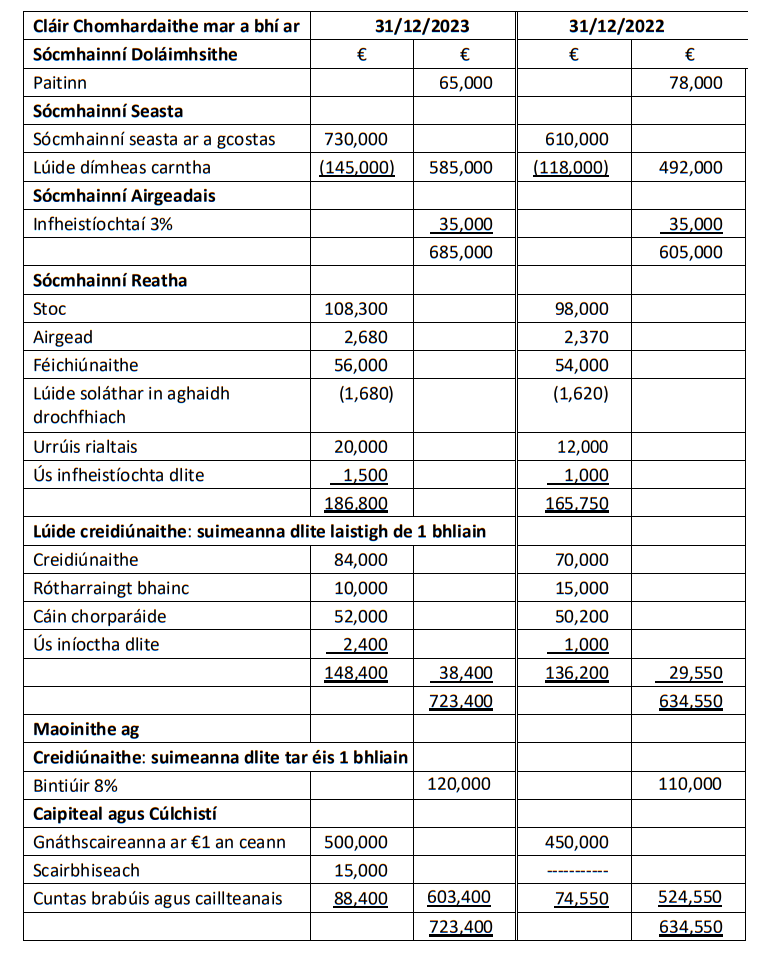 Cláir Chomhardaithe mar a bhí ar 31/12/2023 31/12/2022
Sócmhainní Doláimhsithe € € € €
Paitinn 65,000 78,000
Sócmhainní Seasta
Sócmhainní seasta ar a gcostas 730,000 610,000
Lúide dímheas carntha (145,000) 585,000 (118,000) 492,000
Sócmhainní Airgeadais
Infheistíochtaí 3% 35,000 35,000
685,000 605,000
Sócmhainní Reatha
Stoc 108,300 98,000
Airgead 2,680 2,370
Féichiúnaithe 56,000 54,000
Lúide soláthar in aghaidh (1,680) (1,620)
drochfhiach
Urrúis rialtais 20,000 12,000
Ús infheistíochta dlite 1,500 1,000
186,800 165,750
Lúide creidiúnaithe: suimeanna dlite laistigh de 1 bhliain
Creidiúnaithe 84,000 70,000
Rótharraingt bhainc 10,000 15,000
Cáin chorparáide 52,000 50,200
Ús iníoctha dlite 2,400 1,000
148,400 38,400 136,200 29,550
723,400 634,550
Maoinithe ag
Creidiúnaithe: suimeanna dlite tar éis 1 bhliain
Bintiúir 8% 120,000 110,000
Caipiteal agus Cúlchistí
Gnáthscaireanna ar €1 an ceann 500,000 450,000
Scairbhiseach 15,000 -----------
Cuntas brabúis agus caillteanais 88,400 603,400 74,550 524,550
723,400 634,550